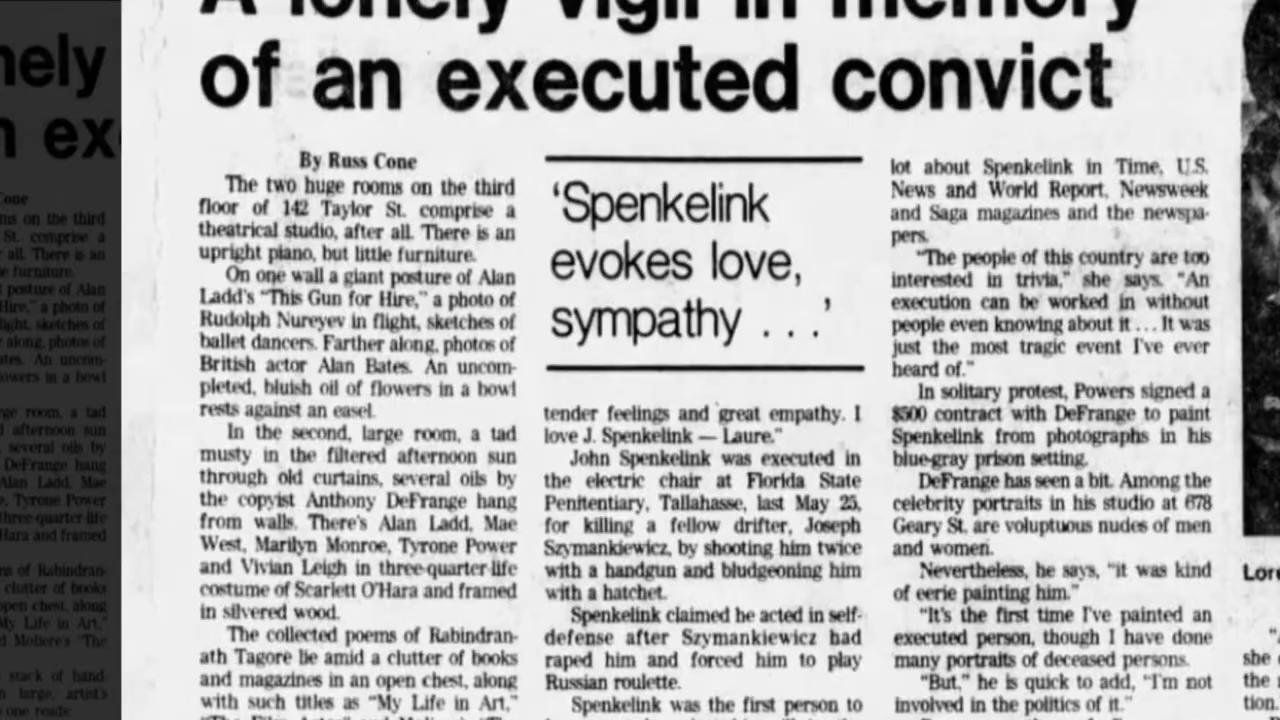 A lonely vigil in memory
of an executed convict
By Russ Cone
The two huge rooms on the third
floor of 142 Taylor St. comprise a
theatrical studio, after all. There is an
upright piano, but little furniture.
On one wall a giant posture of Alan
Ladd's "This Gun for Hire," a photo of
Rudolph Nureyev in flight, sketches of
ballet dancers. Farther along, photos of
British actor Alan Bates. An uncom-
pleted, bluish oil of flowers in a bowl
rests against an easel.
In the second, large room, a tad
musty in the filtered afternoon sun
through old curtains, several oils by
the copyist Anthony DeFrange hang
from walls. There's Alan Ladd, Mae
West, Marilyn Monroe, Tyrone Power
and Vivian Leigh in three-quarter-life
costume of Scarlett O'Hara and framed
in silvered wood.
The collected poems of Rabindran-
ath Tagore lie amid a clutter of books
and magazines in an open chest, along
with such titles as "My Life in Art,"
'Spenkelink
evokes love,
sympathy . . .'
tender feelings and great empathy. I
love J. Spenkelink — Laure."
John Spenkelink was executed in
the electric chair at Florida State
Penitentiary, Tallahasse, last May 25,
for killing a fellow drifter, Joseph
Szymankiewicz, by shooting him twice
with a handgun and bludgeoning him
with a hatchet.
Spenkelink claimed he acted in self-
defense after Szymankiewicz had
raped him and forced him to play
Russian roulette.
Spenkelink was the first person to
lot about Spenkelink in Time, U.S.
News and World Report, Newsweek
and Saga magazines and the newspa-
pers.
"The people of this country are too
interested in trivia," she says. "An
execution can be worked in without
people even knowing about it . . . It was
just the most tragic event I've ever
heard of."
In solitary protest, Powers signed a
$500 contract with DeFrange to paint
Spenkelink from photographs in his
blue-gray prison setting.
DeFrange has seen a bit. Among the
celebrity portraits in his studio at 678
Geary St. are voluptuous nudes of men
and women.
Nevertheless, he says, "it was kind
of eerie painting him."
"It's the first time I've painted an
executed person, though I have done
many portraits of deceased persons.
"But," he is quick to add, "I'm not
involved in the politics of it."